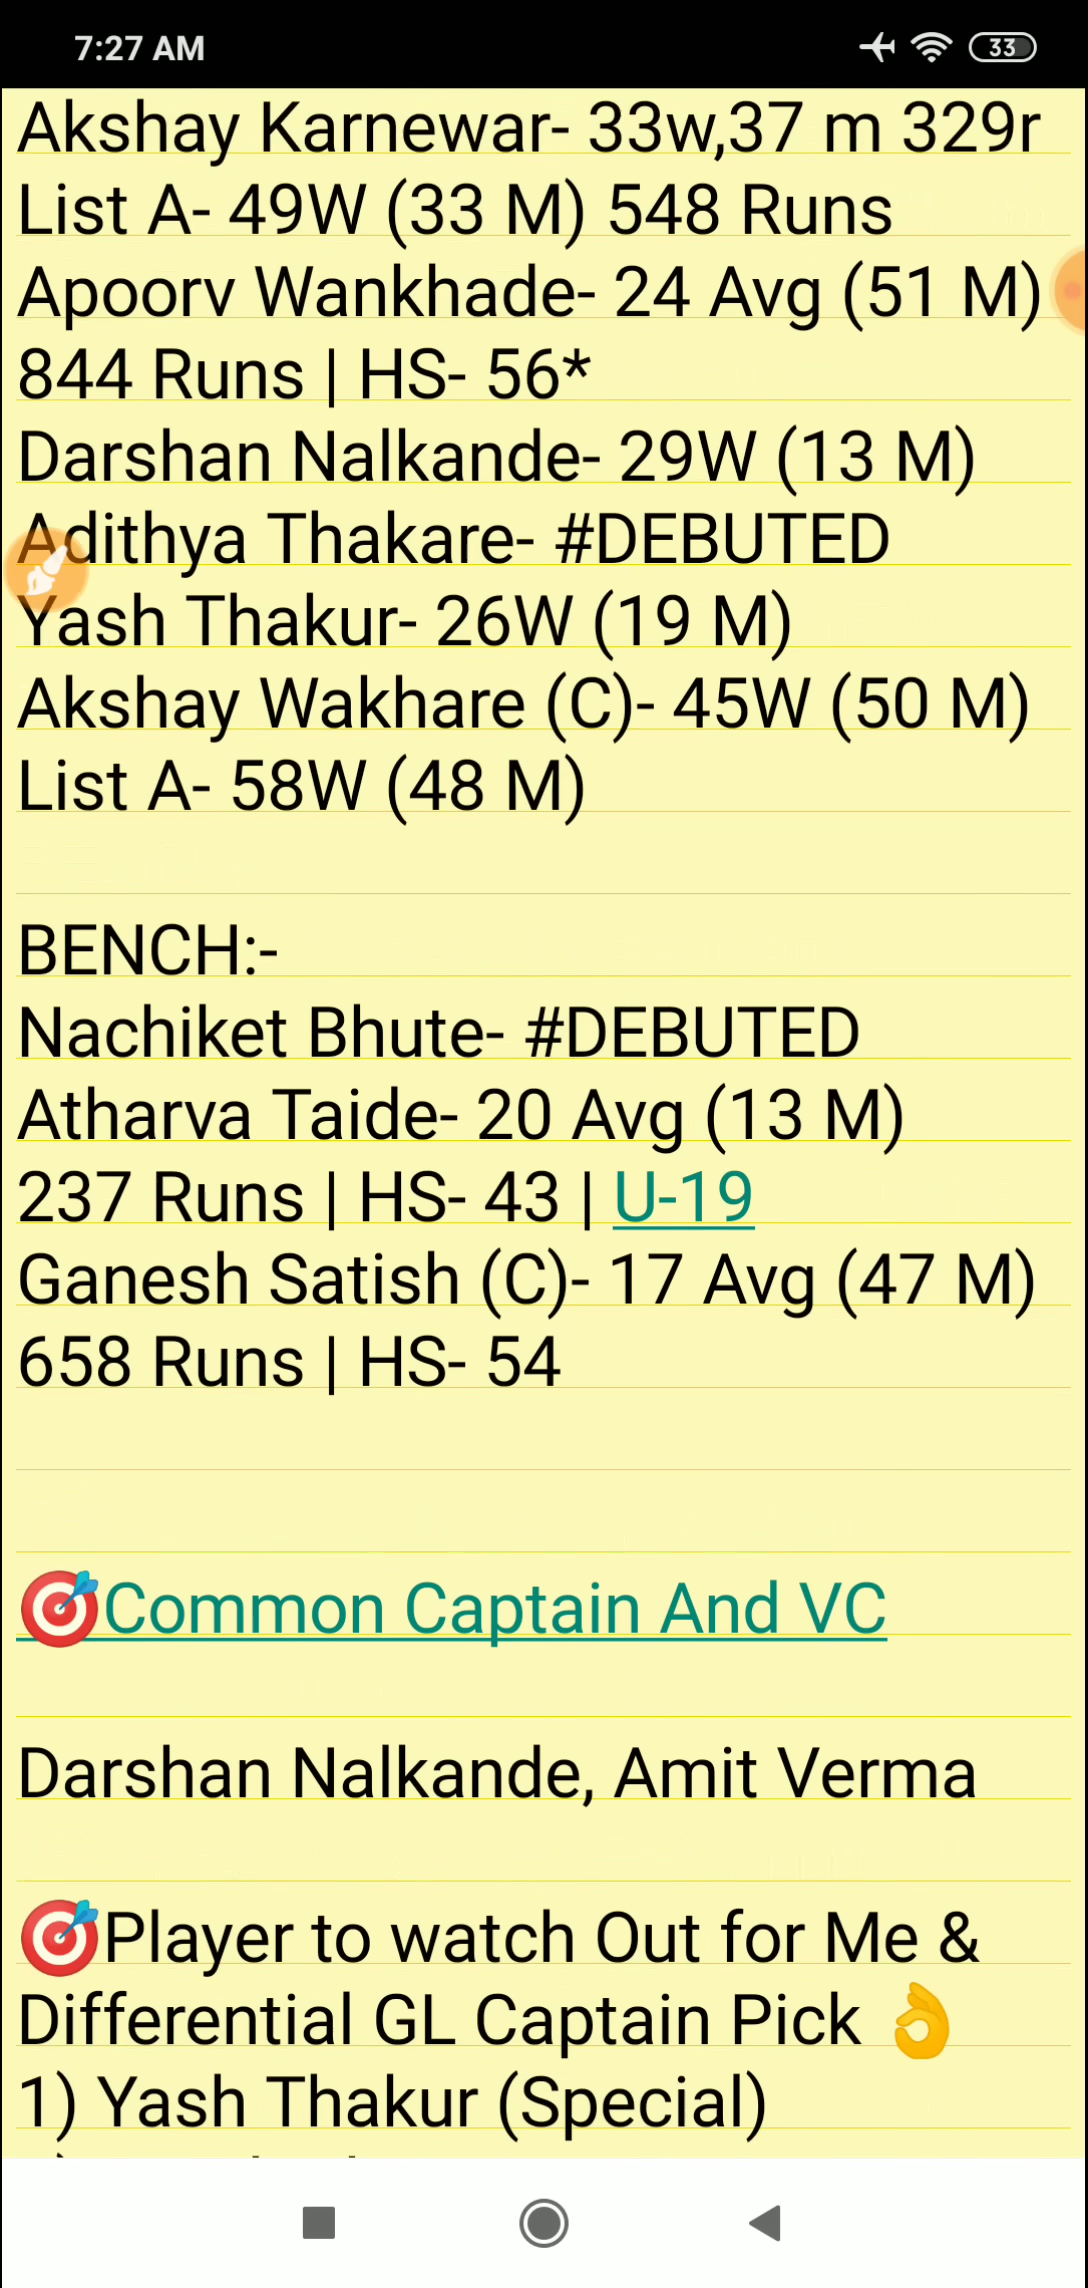 7:27 AM
33
Akshay Karnewar- 33w,37 m 329r
List A- 49W (33 M) 548 Runs
Apoorv Wankhade- 24 Avg (51 M)
844 Runs | HS- 56*
Darshan Nalkande- 29W (13 M)
Adithya Thakare- #DEBUTED
Yash Thakur- 26W (19 M)
Akshay Wakhare (C)- 45W (50 M)
List A- 58W (48 M)
BENCH:-
Nachiket Bhute- #DEBUTED
Atharva Taide- 20 Avg (13 M)
237 Runs | HS- 43 | U-19
Ganesh Satish (C)- 17 Avg (47 M)
658 Runs | HS- 54
🎯Common Captain And VC
Darshan Nalkande, Amit Verma
🎯Player to watch Out for Me &
Differential GL Captain Pick 👌
1) Yash Thakur (Special)